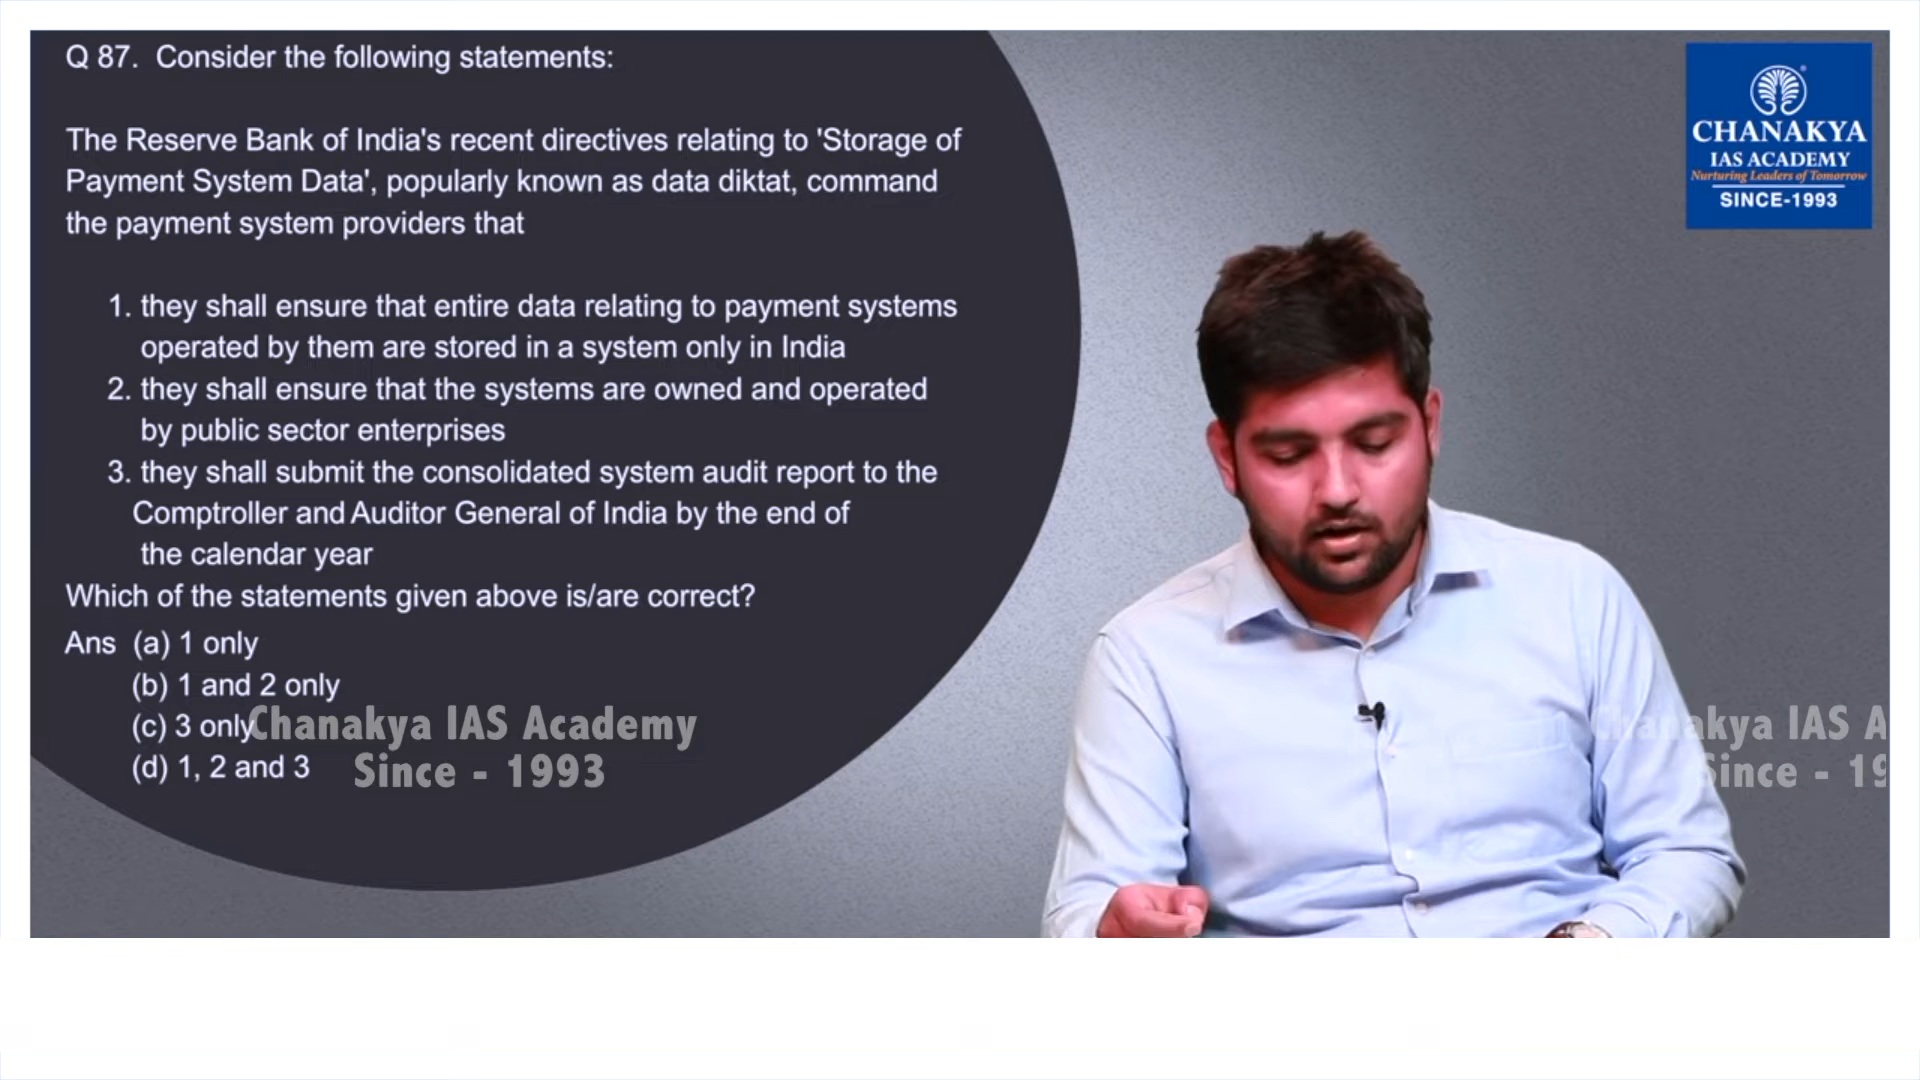 Q 87. Consider the following statements:
The Reserve Bank of India's recent directives relating to 'Storage of
Payment System Data', popularly known as data diktat, command
the payment system providers that
1. they shall ensure that entire data relating to payment systems
operated by them are stored in a system only in India
2. they shall ensure that the systems are owned and operated
by public sector enterprises
3. they shall submit the consolidated system audit report to the
Comptroller and Auditor General of India by the end of
the calendar year
Which of the statements given above is/are correct?
Ans (a) 1 only
(b) 1 and 2 only
(c) 3 only
(d) 1, 2 and 3
Chanakya IAS Academy
Since - 1993
CHANAKYA
IAS ACADEMY
Nurturing Leaders of Tomorrow
SINCE-1993
Chanakya IAS A
Since - 19